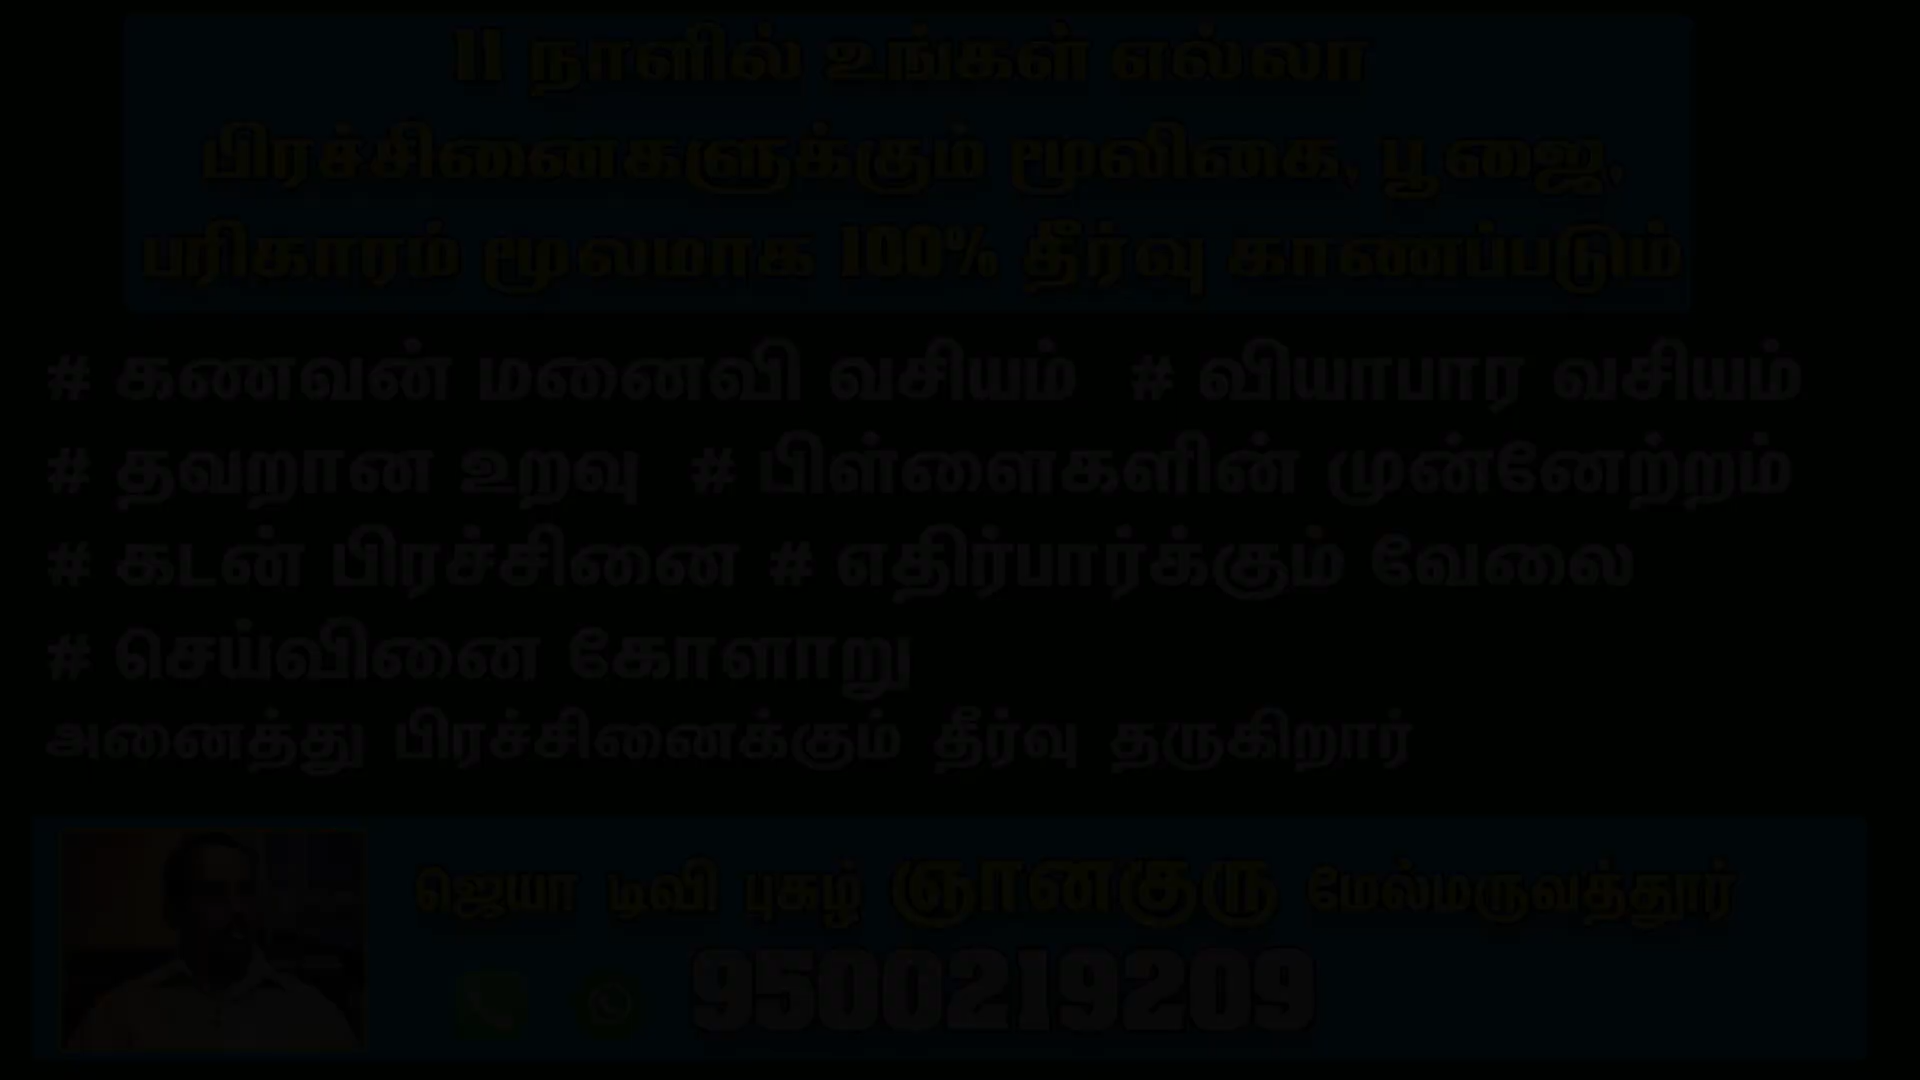 11 நாளில் உங்கள் எல்லா
பிரச்சினைகளுக்கும் மூலிகை, பூஜை,
பரிகாரம் மூலமாக 100% தீர்வு காணப்படும்
# கணவன் மனைவி வசியம் # வியாபார வசியம்
# தவறான உறவு # பிள்ளைகளின் முன்னேற்றம்
# கடன் பிரச்சினை # எதிர்பார்க்கும் வேலை
# செய்வினை கோளாறு
அனைத்து பிரச்சினைக்கும் தீர்வு தருகிறார்
ஜெயா டிவி புகழ் ஞானகுரு மேல்மருவத்தூர்
9500219209